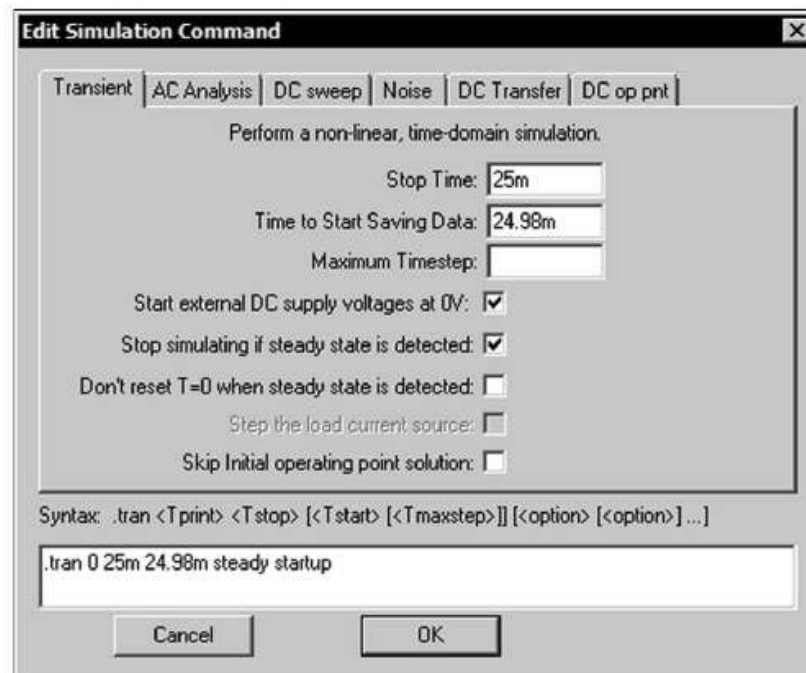 Edit Simulation Command
Transient AC Analysis DC sweep Noise DC Transfer DC op pnt
Perform a non-linear, time-domain simulation.
Stop Time: 25m
Time to Start Saving Data: 24.98m
Maximum Timestep:
Start external DC supply voltages at 0V:
Stop simulating if steady state is detected:
Don't reset T=0 when steady state is detected:
Step the load current source:
Skip Initial operating point solution:
Syntax: .tran <Tprint> <Tstop> [<Tstart> [<Tmaxstep>]] [<option> [<option>] ...]
.tran 0 25m 24.98m steady startup
Cancel OK